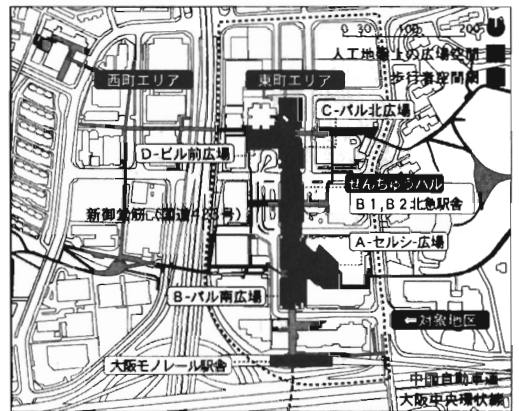 0 30 100 200
人工地盤上の広場空間
歩行者空間網
西町エリア
東町エリア
C-パル北広場
D-ビル前広場
せんちゅうパル
B1,B2北急駅舎
新御堂筋(国道423号)
A-セルシー広場
B-パル南広場
⇐対象地区
大阪モノレール駅舎
中国自動車道
大阪中央環状線